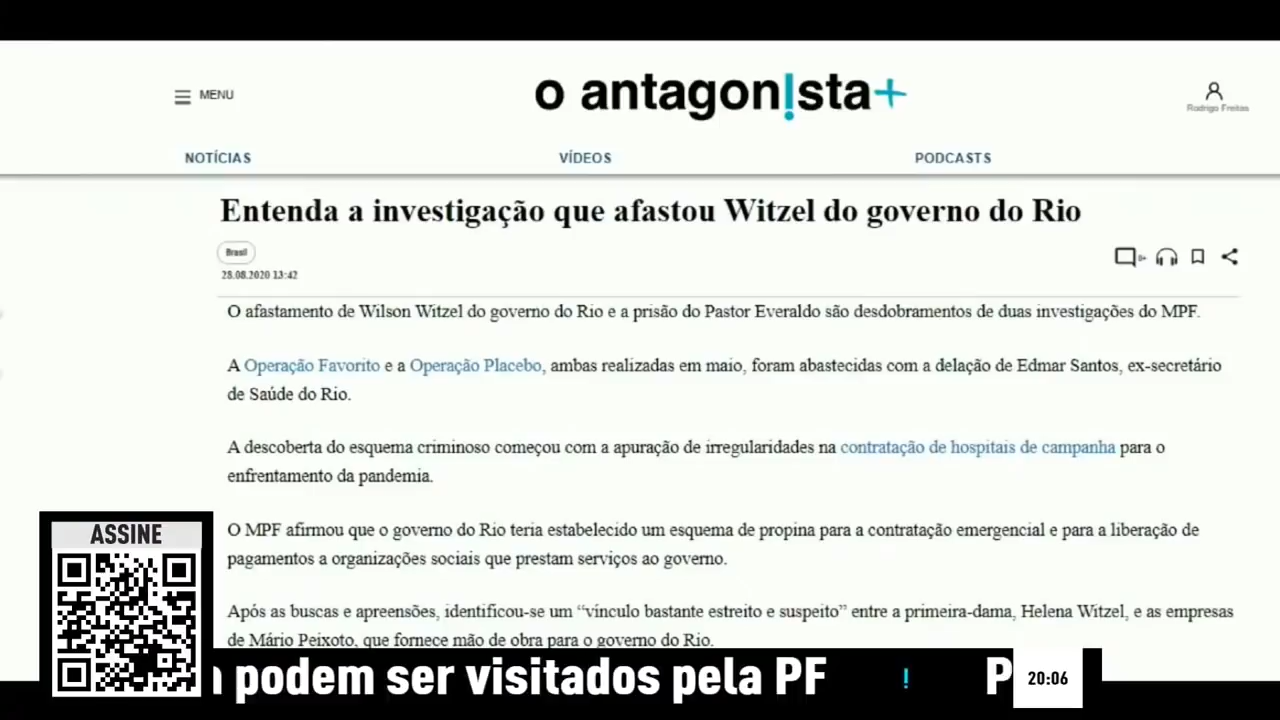 MENU
o antagon!sta+
Rodrigo Freitas
NOTÍCIAS
VÍDEOS
PODCASTS
Entenda a investigação que afastou Witzel do governo do Rio
Brasil
28.08.2020 13:42
O afastamento de Wilson Witzel do governo do Rio e a prisão do Pastor Everaldo são desdobramentos de duas investigações do MPF.
A Operação Favorito e a Operação Placebo, ambas realizadas em maio, foram abastecidas com a delação de Edmar Santos, ex-secretário
de Saúde do Rio.
A descoberta do esquema criminoso começou com a apuração de irregularidades na contratação de hospitais de campanha para o
enfrentamento da pandemia.
O MPF afirmou que o governo do Rio teria estabelecido um esquema de propina para a contratação emergencial e para a liberação de
pagamentos a organizações sociais que prestam serviços ao governo.
Após as buscas e apreensões, identificou-se um “vínculo bastante estreito e suspeito” entre a primeira-dama, Helena Witzel, e as empresas
de Mário Peixoto, que fornece mão de obra para o governo do Rio.
ASSINE
podem ser visitados pela PF ! P
20:06